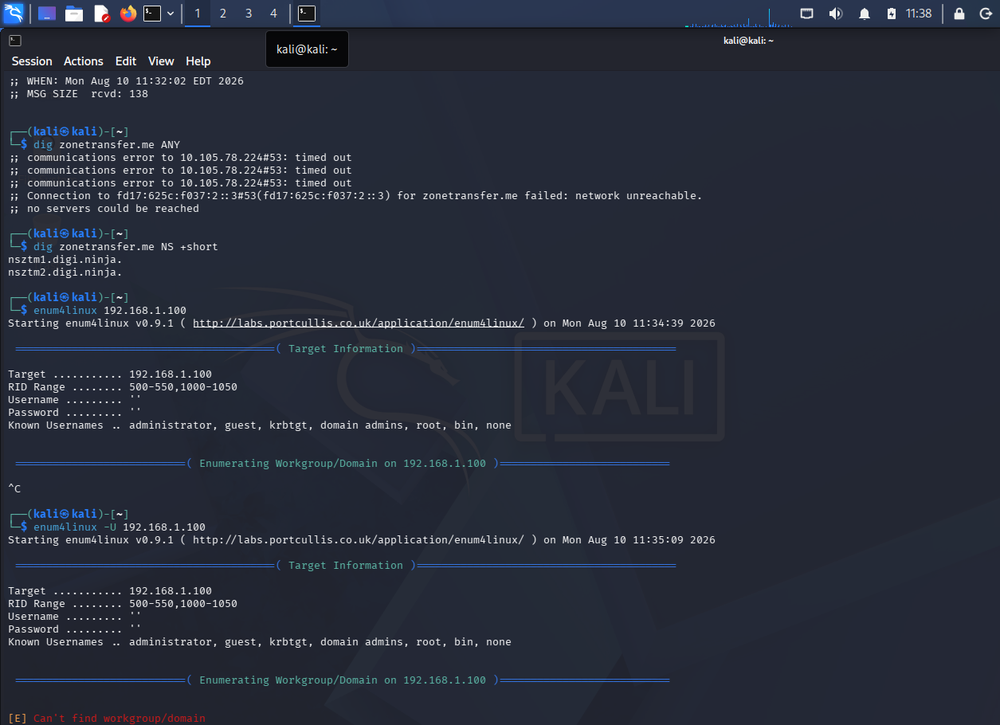 1 2 3 4 11:38
kali@kali: ~
kali@kali: ~
Session Actions Edit View Help
;; WHEN: Mon Aug 10 11:32:02 EDT 2026
;; MSG SIZE  rcvd: 138
┌──(kali㉿kali)-[~]
└─$ dig zonetransfer.me ANY
;; communications error to 10.105.78.224#53: timed out
;; communications error to 10.105.78.224#53: timed out
;; communications error to 10.105.78.224#53: timed out
;; Connection to fd17:625c:f037:2::3#53(fd17:625c:f037:2::3) for zonetransfer.me failed: network unreachable.
;; no servers could be reached
┌──(kali㉿kali)-[~]
└─$ dig zonetransfer.me NS +short
nsztm1.digi.ninja.
nsztm2.digi.ninja.
┌──(kali㉿kali)-[~]
└─$ enum4linux 192.168.1.100
Starting enum4linux v0.9.1 ( http://labs.portcullis.co.uk/application/enum4linux/ ) on Mon Aug 10 11:34:39 2026
( Target Information )
KALI
Target ........... 192.168.1.100
RID Range ........ 500-550,1000-1050
Username ......... ''
Password ......... ''
Known Usernames .. administrator, guest, krbtgt, domain admins, root, bin, none
( Enumerating Workgroup/Domain on 192.168.1.100 )
^C
┌──(kali㉿kali)-[~]
└─$ enum4linux -U 192.168.1.100
Starting enum4linux v0.9.1 ( http://labs.portcullis.co.uk/application/enum4linux/ ) on Mon Aug 10 11:35:09 2026
( Target Information )
Target ........... 192.168.1.100
RID Range ........ 500-550,1000-1050
Username ......... ''
Password ......... ''
Known Usernames .. administrator, guest, krbtgt, domain admins, root, bin, none
( Enumerating Workgroup/Domain on 192.168.1.100 )
[E] Can't find workgroup/domain